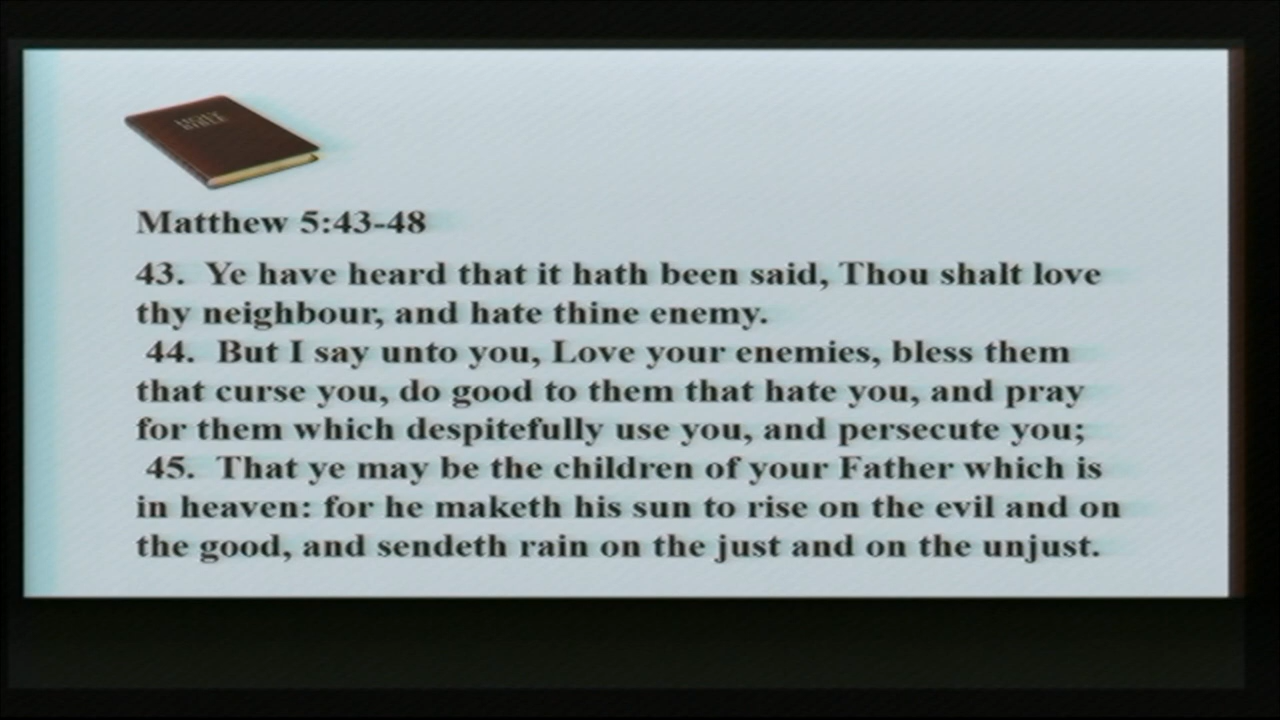 HOLY
BIBLE
Matthew 5:43-48
43. Ye have heard that it hath been said, Thou shalt love
thy neighbour, and hate thine enemy.
44. But I say unto you, Love your enemies, bless them
that curse you, do good to them that hate you, and pray
for them which despitefully use you, and persecute you;
45. That ye may be the children of your Father which is
in heaven: for he maketh his sun to rise on the evil and on
the good, and sendeth rain on the just and on the unjust.